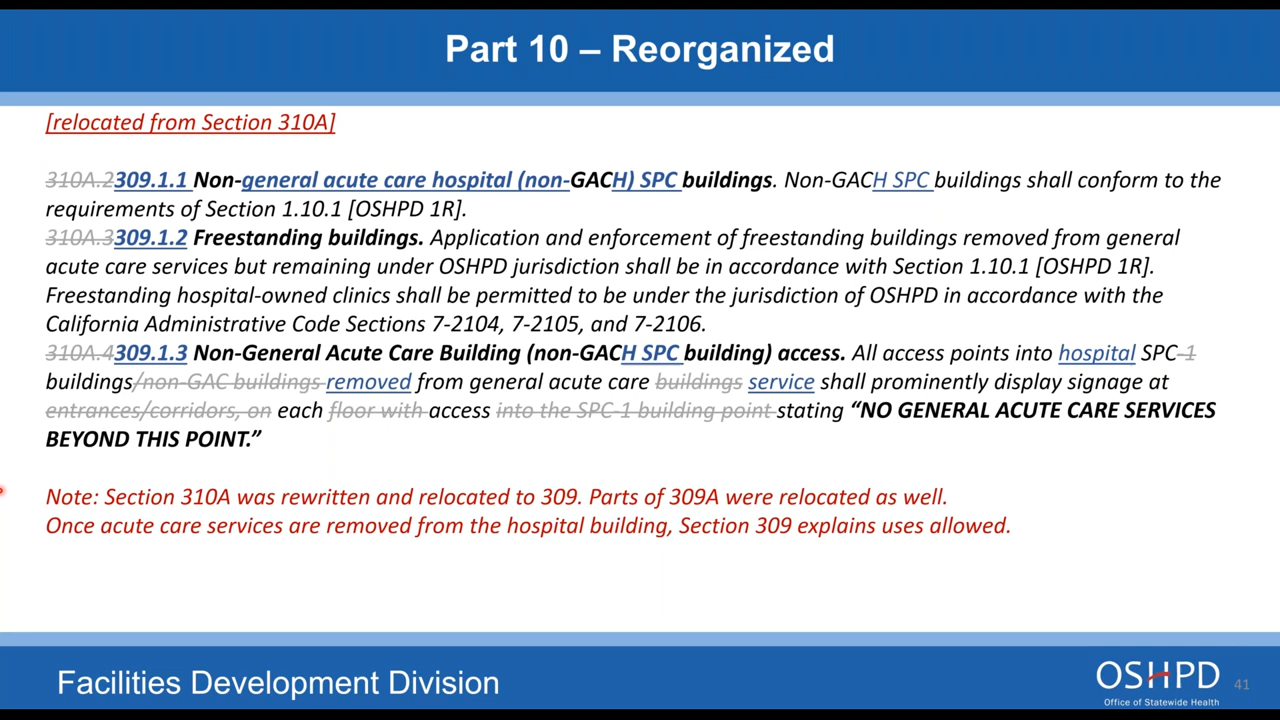 Part 10 – Reorganized
[relocated from Section 310A]
310A.2309.1.1 Non-general acute care hospital (non-GACH) SPC buildings. Non-GACH SPC buildings shall conform to the
requirements of Section 1.10.1 [OSHPD 1R].
310A.3309.1.2 Freestanding buildings. Application and enforcement of freestanding buildings removed from general
acute care services but remaining under OSHPD jurisdiction shall be in accordance with Section 1.10.1 [OSHPD 1R].
Freestanding hospital-owned clinics shall be permitted to be under the jurisdiction of OSHPD in accordance with the
California Administrative Code Sections 7-2104, 7-2105, and 7-2106.
310A.4309.1.3 Non-General Acute Care Building (non-GACH SPC building) access. All access points into hospital SPC-1
buildings/non-GAC buildings removed from general acute care buildings service shall prominently display signage at
entrances/corridors, on each floor with access into the SPC-1 building point stating “NO GENERAL ACUTE CARE SERVICES
BEYOND THIS POINT.”
Note: Section 310A was rewritten and relocated to 309. Parts of 309A were relocated as well.
Once acute care services are removed from the hospital building, Section 309 explains uses allowed.
Facilities Development Division
OSHPD
Office of Statewide Health
41